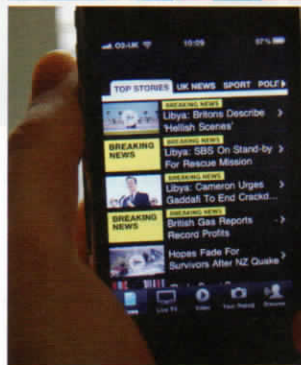 O2-UK 10:09 97%
TOP STORIES UK NEWS SPORT POLI
BREAKING NEWS
Libya: Britons Describe
'Hellish Scenes'
BREAKING
NEWS
BREAKING NEWS
Libya: SBS On Stand-by
For Rescue Mission
BREAKING NEWS
Libya: Cameron Urges
Gaddafi To End Crackd...
BREAKING
NEWS
BREAKING NEWS
British Gas Reports
Record Profits
Hopes Fade For
Survivors After NZ Quake
Live TV Video Your Photos